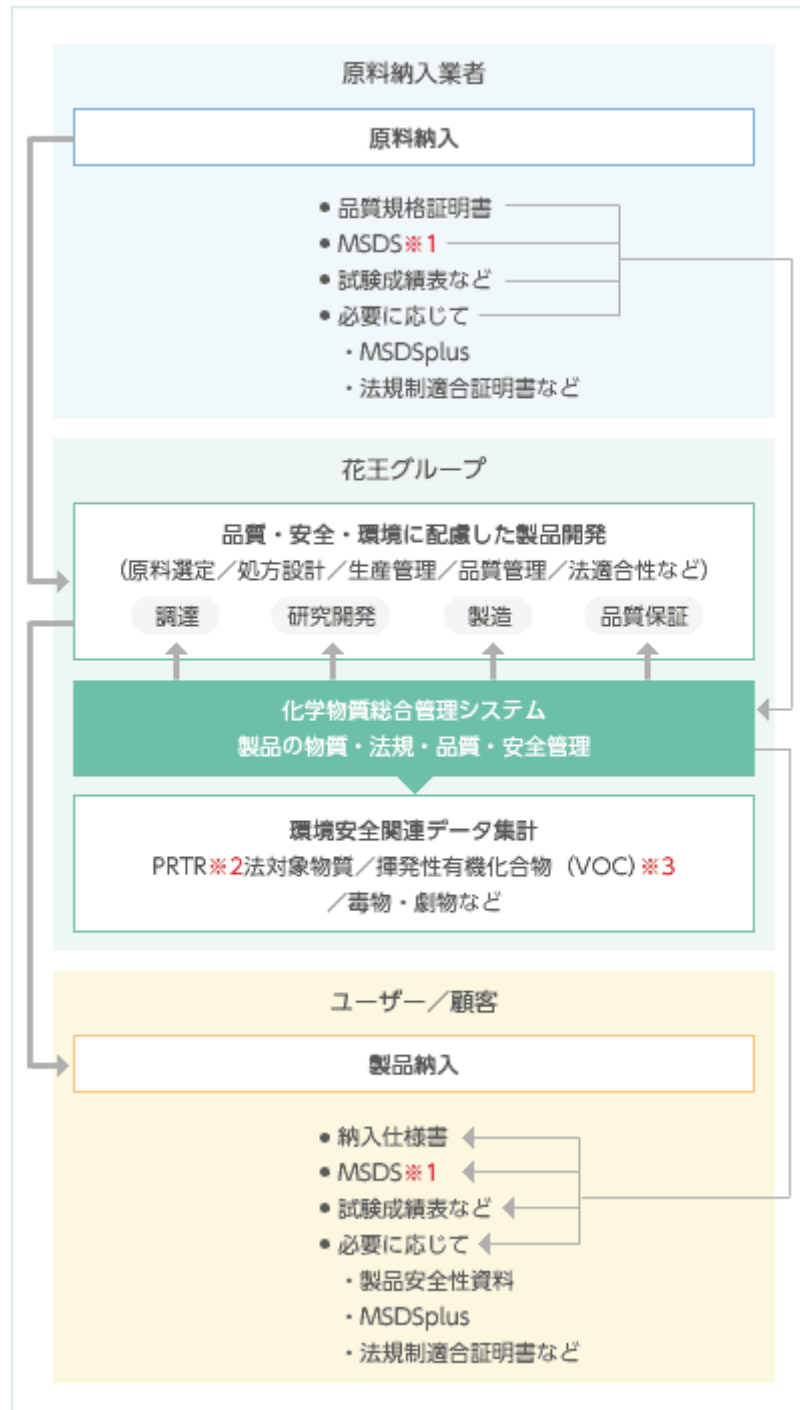 原料納入業者
原料納入
● 品質規格証明書
● MSDS※1
● 試験成績表など
● 必要に応じて
・MSDSplus
・法規制適合証明書など
花王グループ
品質・安全・環境に配慮した製品開発
（原料選定／処方設計／生産管理／品質管理／法適合性など）
調達 研究開発 製造 品質保証
化学物質総合管理システム
製品の物質・法規・品質・安全管理
環境安全関連データ集計
PRTR※2法対象物質／揮発性有機化合物（VOC）※3
／毒物・劇物など
ユーザー／顧客
製品納入
● 納入仕様書
● MSDS※1
● 試験成績表など
● 必要に応じて
・製品安全性資料
・MSDSplus
・法規制適合証明書など